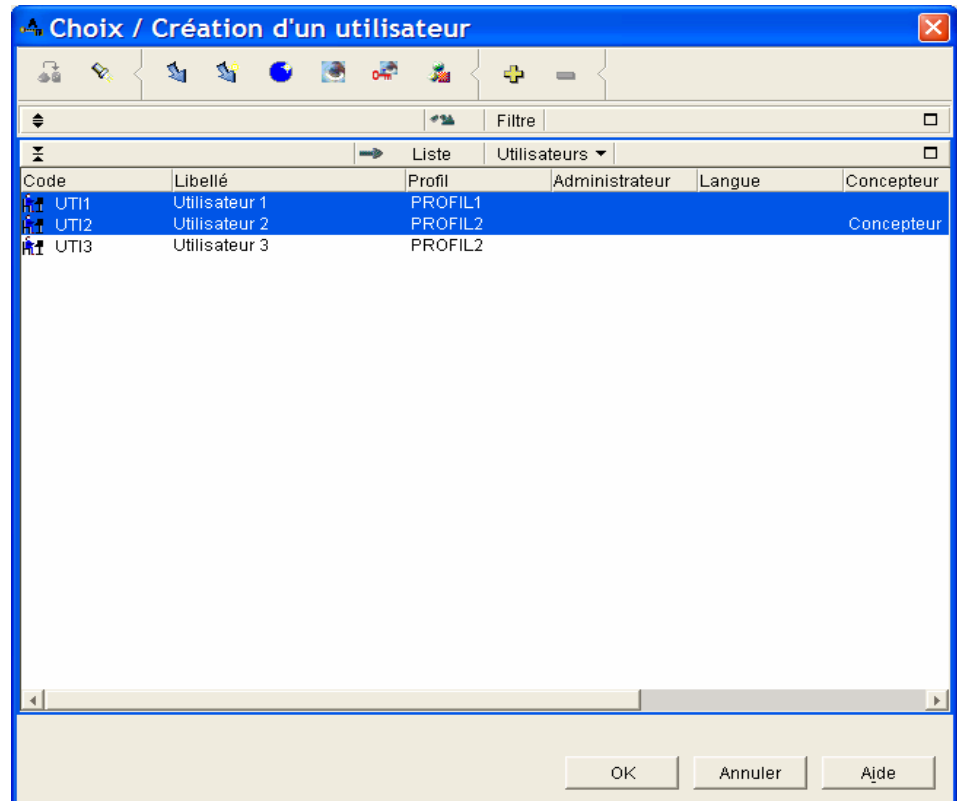 Choix / Création d'un utilisateur
Filtre
Liste Utilisateurs
Code Libellé Profil Administrateur Langue Concepteur
UTI1 Utilisateur 1 PROFIL1
UTI2 Utilisateur 2 PROFIL2 Concepteur
UTI3 Utilisateur 3 PROFIL2
OK Annuler Aide